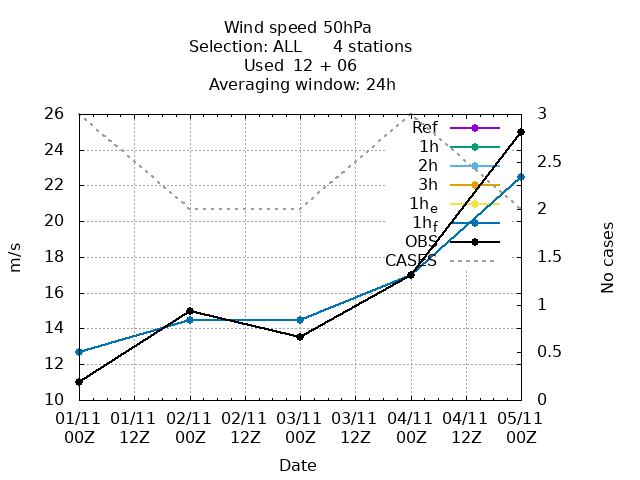 Wind speed 50hPa
Selection: ALL 4 stations
Used 12 + 06
Averaging window: 24h
26
24
22
20
18
16
14
12
10
m/s
3
2.5
2
1.5
1
0.5
0
No cases
Ref
1h
2h
3h
1he
1hf
OBS
CASES
01/11 01/11 02/11 02/11 03/11 03/11 04/11 04/11 05/11
00Z 12Z 00Z 12Z 00Z 12Z 00Z 12Z 00Z
Date